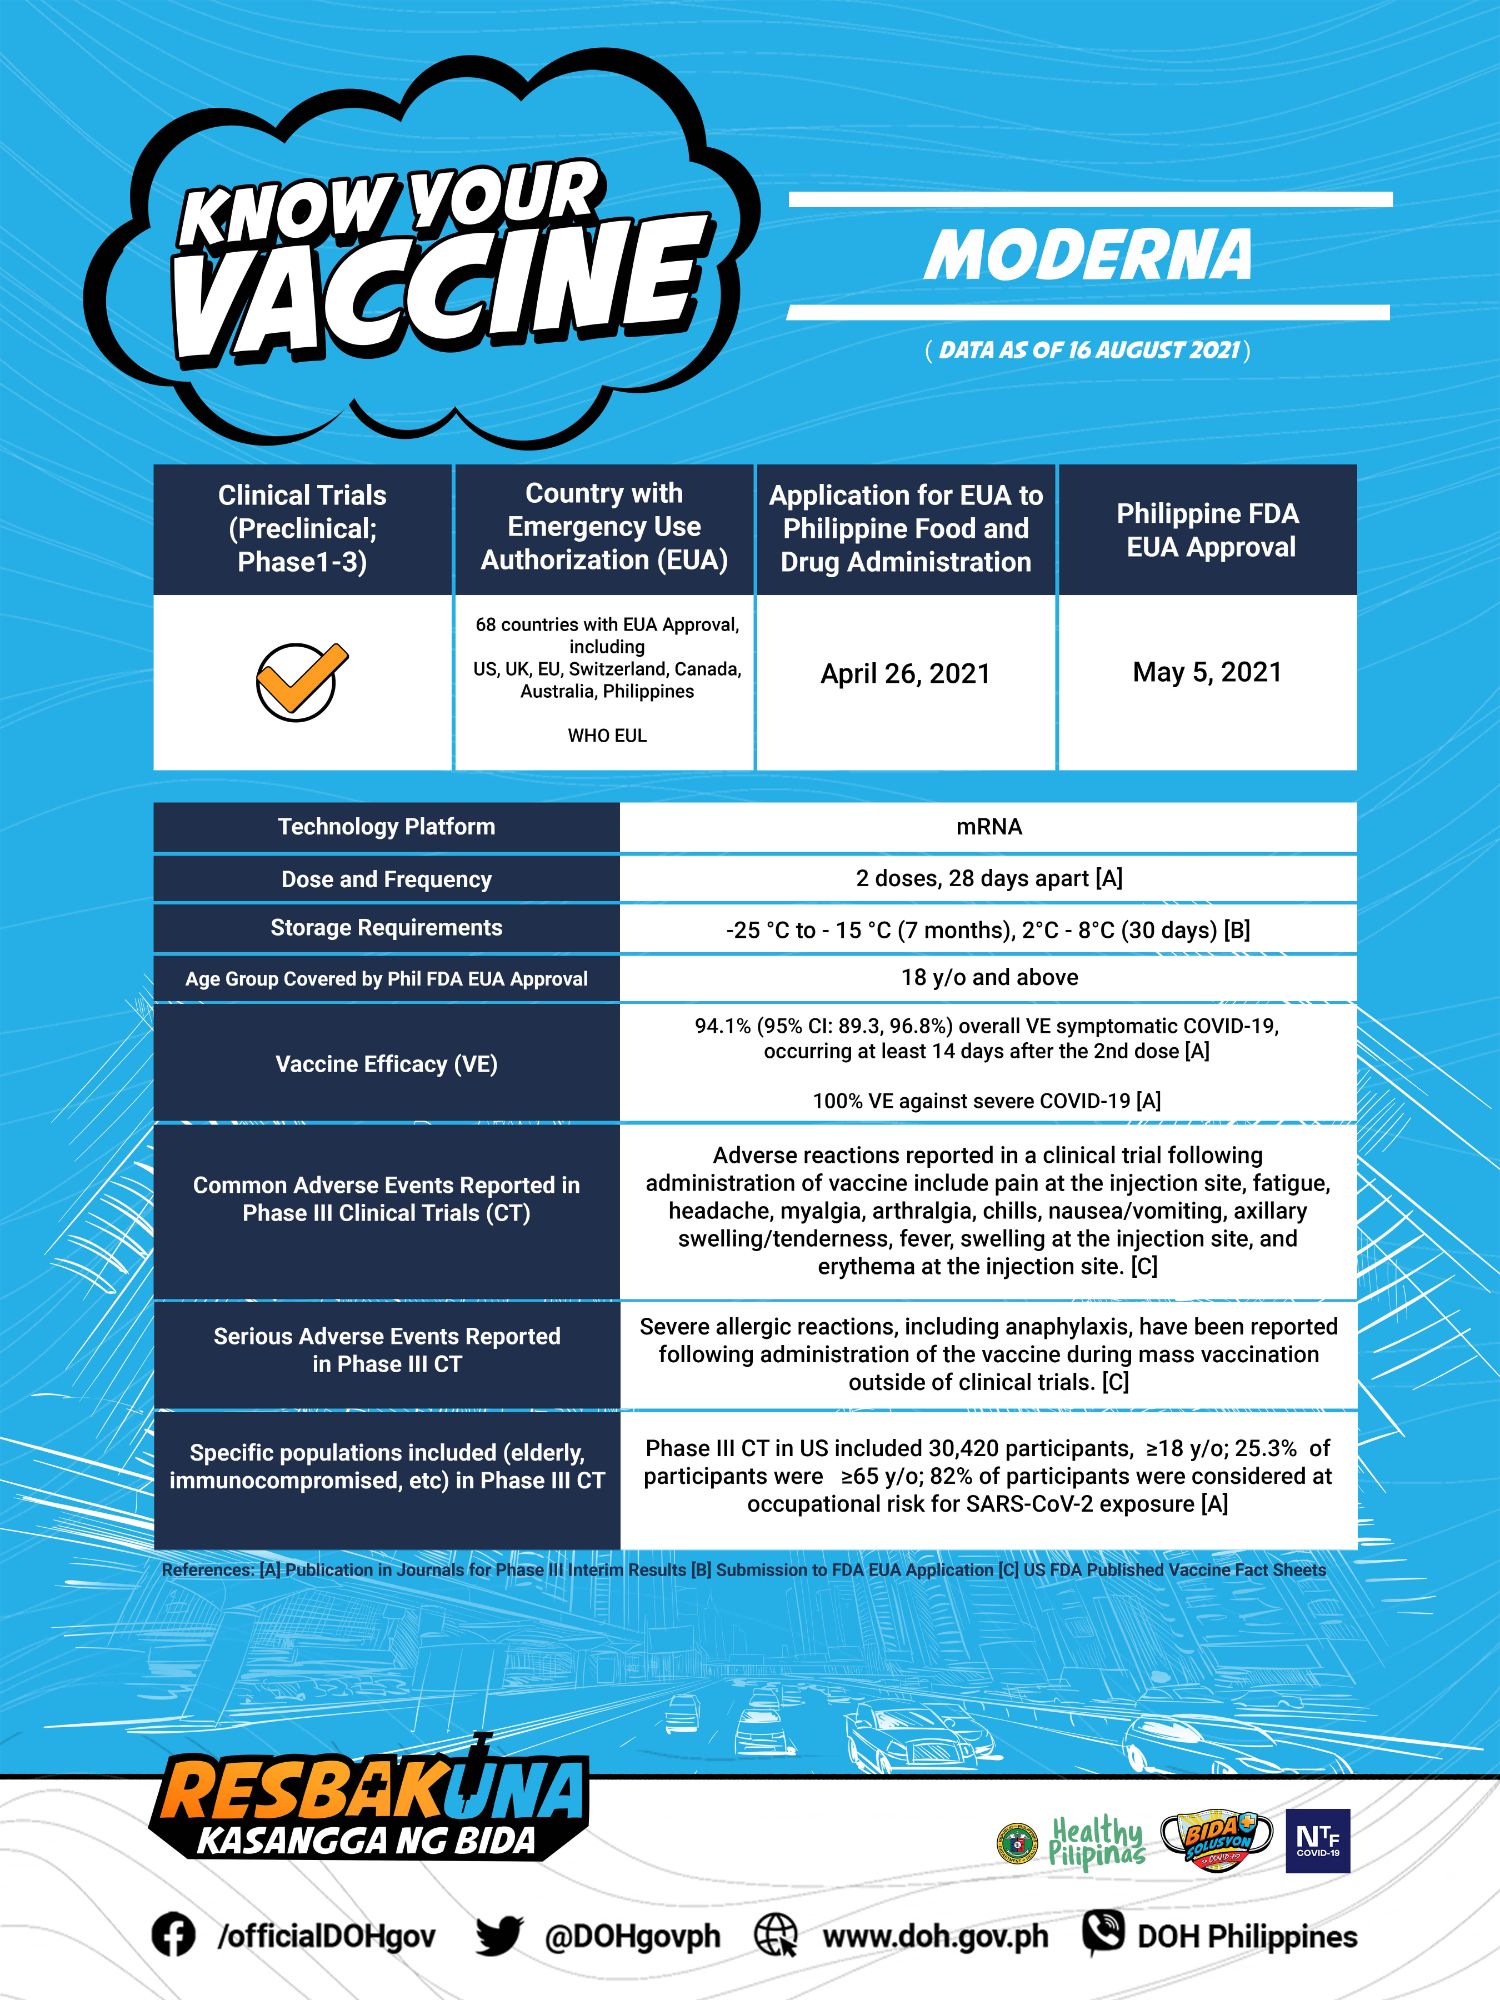 KNOW YOUR
VACCINE
MODERNA
( DATA AS OF 16 AUGUST 2021 )
Clinical Trials
(Preclinical;
Phase1-3)
Country with
Emergency Use
Authorization (EUA)
Application for EUA to
Philippine Food and
Drug Administration
Philippine FDA
EUA Approval
68 countries with EUA Approval,
including
US, UK, EU, Switzerland, Canada,
Australia, Philippines
WHO EUL
April 26, 2021
May 5, 2021
Technology Platform
mRNA
Dose and Frequency
2 doses, 28 days apart [A]
Storage Requirements
-25 °C to - 15 °C (7 months), 2°C - 8°C (30 days) [B]
Age Group Covered by Phil FDA EUA Approval
18 y/o and above
Vaccine Efficacy (VE)
94.1% (95% CI: 89.3, 96.8%) overall VE symptomatic COVID-19,
occurring at least 14 days after the 2nd dose [A]
100% VE against severe COVID-19 [A]
Common Adverse Events Reported in
Phase III Clinical Trials (CT)
Adverse reactions reported in a clinical trial following
administration of vaccine include pain at the injection site, fatigue,
headache, myalgia, arthralgia, chills, nausea/vomiting, axillary
swelling/tenderness, fever, swelling at the injection site, and
erythema at the injection site. [C]
Serious Adverse Events Reported
in Phase III CT
Severe allergic reactions, including anaphylaxis, have been reported
following administration of the vaccine during mass vaccination
outside of clinical trials. [C]
Specific populations included (elderly,
immunocompromised, etc) in Phase III CT
Phase III CT in US included 30,420 participants, ≥18 y/o; 25.3% of
participants were ≥65 y/o; 82% of participants were considered at
occupational risk for SARS-CoV-2 exposure [A]
References: [A] Publication in Journals for Phase III Interim Results [B] Submission to FDA EUA Application [C] US FDA Published Vaccine Fact Sheets
RESBAKUNA
KASANGGA NG BIDA
Healthy
Pilipinas
BIDA
SOLUSYON
COVID-19
NTF
COVID-19
/officialDOHgov
@DOHgovph
www.doh.gov.ph
DOH Philippines